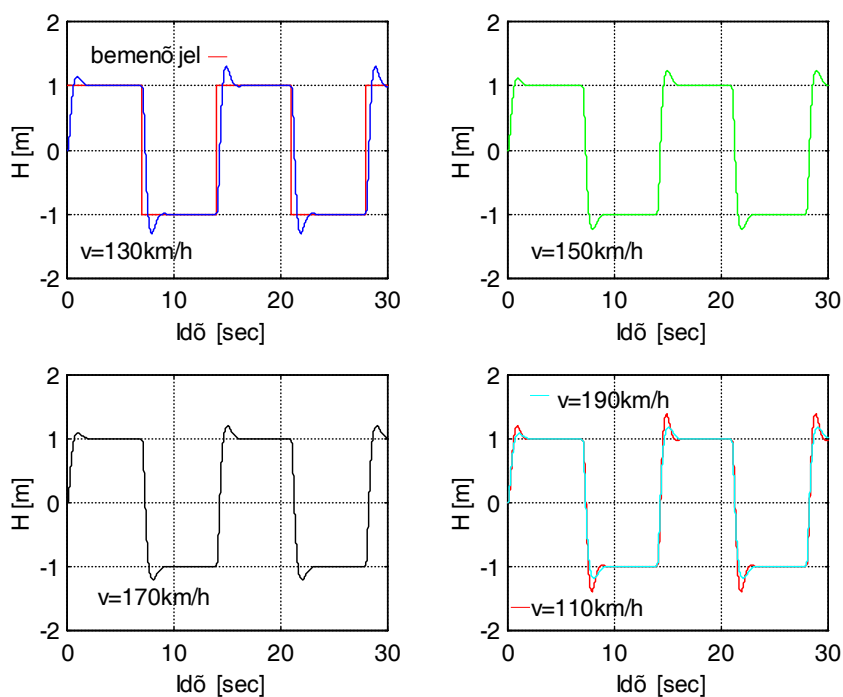 2
bemenõ jel
1
H [m]
0
-1
v=130km/h
-2
0 10 20 30
Idõ [sec]
2
1
H [m]
0
-1
v=150km/h
-2
0 10 20 30
Idõ [sec]
2
1
H [m]
0
-1
v=170km/h
-2
0 10 20 30
Idõ [sec]
2
v=190km/h
1
H [m]
0
-1
v=110km/h
-2
0 10 20 30
Idõ [sec]